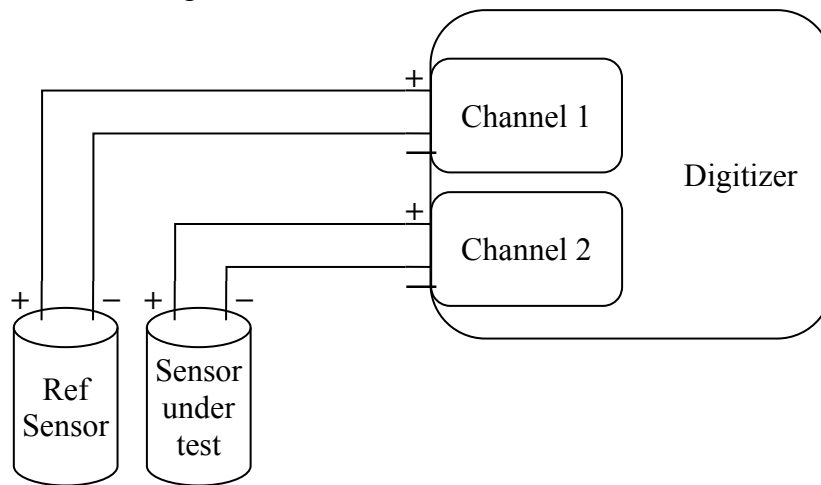 +
Channel 1
—
Digitizer
+
Channel 2
—
+ −
+ −
Ref
Sensor
Sensor
under
test